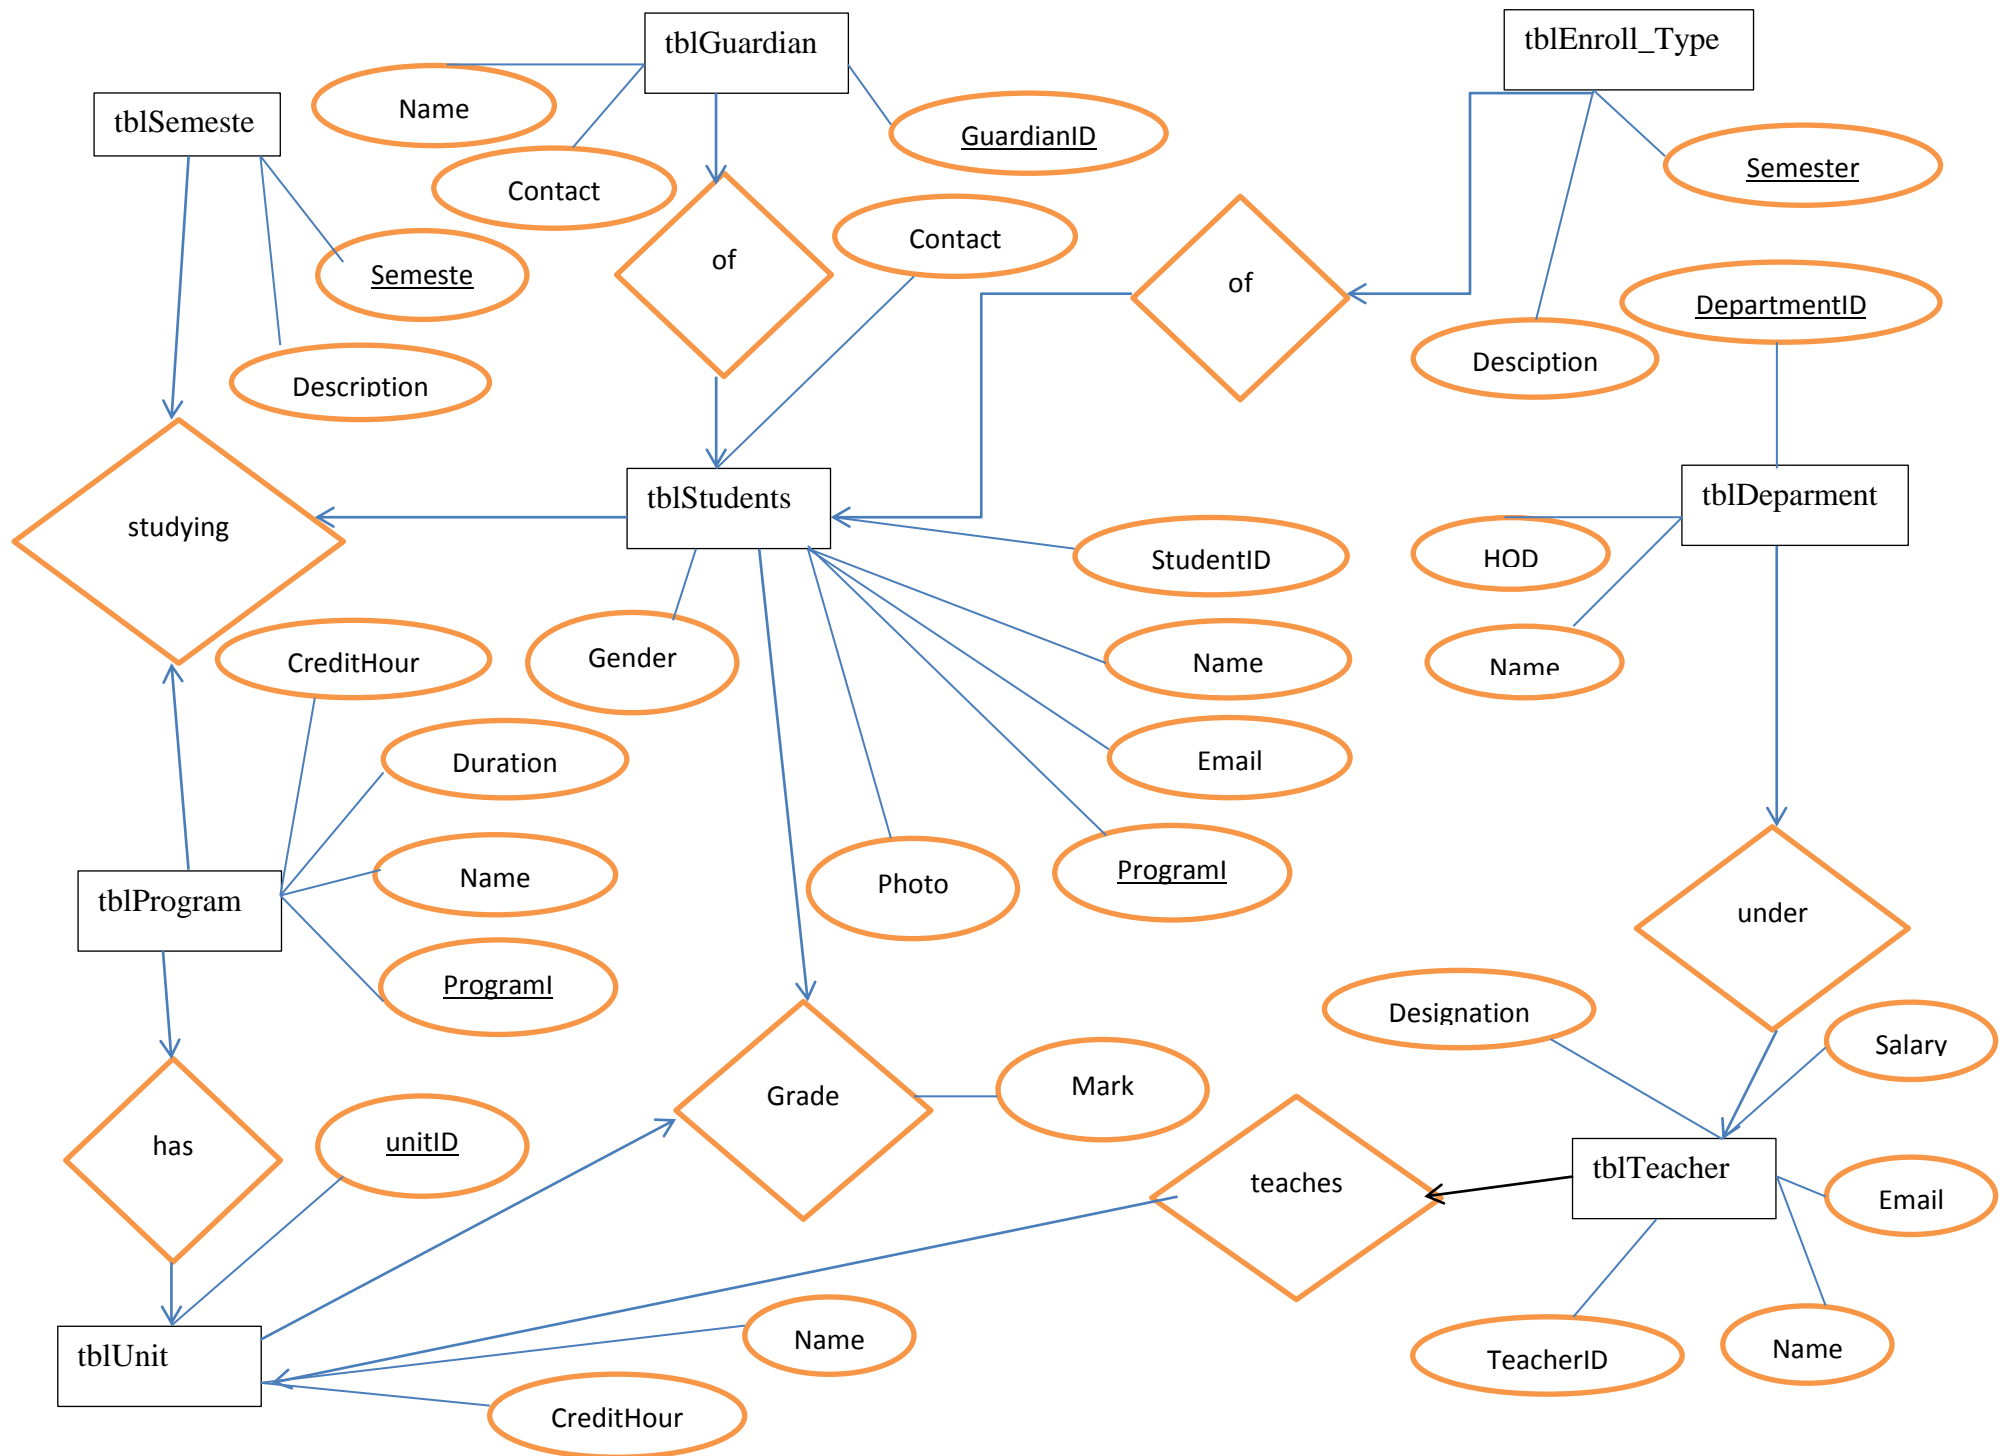 tblGuardian
tblEnroll_Type
Name
tblSemeste
GuardianID
Contact
Semester
Contact
of
Semeste
of
DepartmentID
Desciption
Description
tblStudents
tblDeparment
studying
StudentID
HOD
CreditHour
Gender
Name
Name
Duration
Email
Name
Photo
ProgramI
tblProgram
under
ProgramI
Designation
Salary
Grade
Mark
has
unitID
teaches
tblTeacher
Email
Name
tblUnit
TeacherID
Name
CreditHour